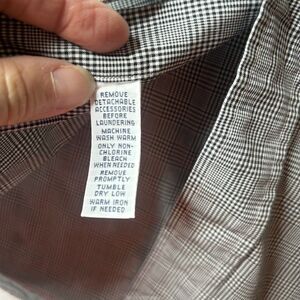 REMOVE
DETACHABLE
ACCESSORIES
BEFORE
LAUNDERING
MACHINE
WASH WARM
ONLY NON-
CHLORINE
BLEACH
WHEN NEEDED
REMOVE
PROMPTLY
TUMBLE
DRY LOW
WARM IRON
IF NEEDED